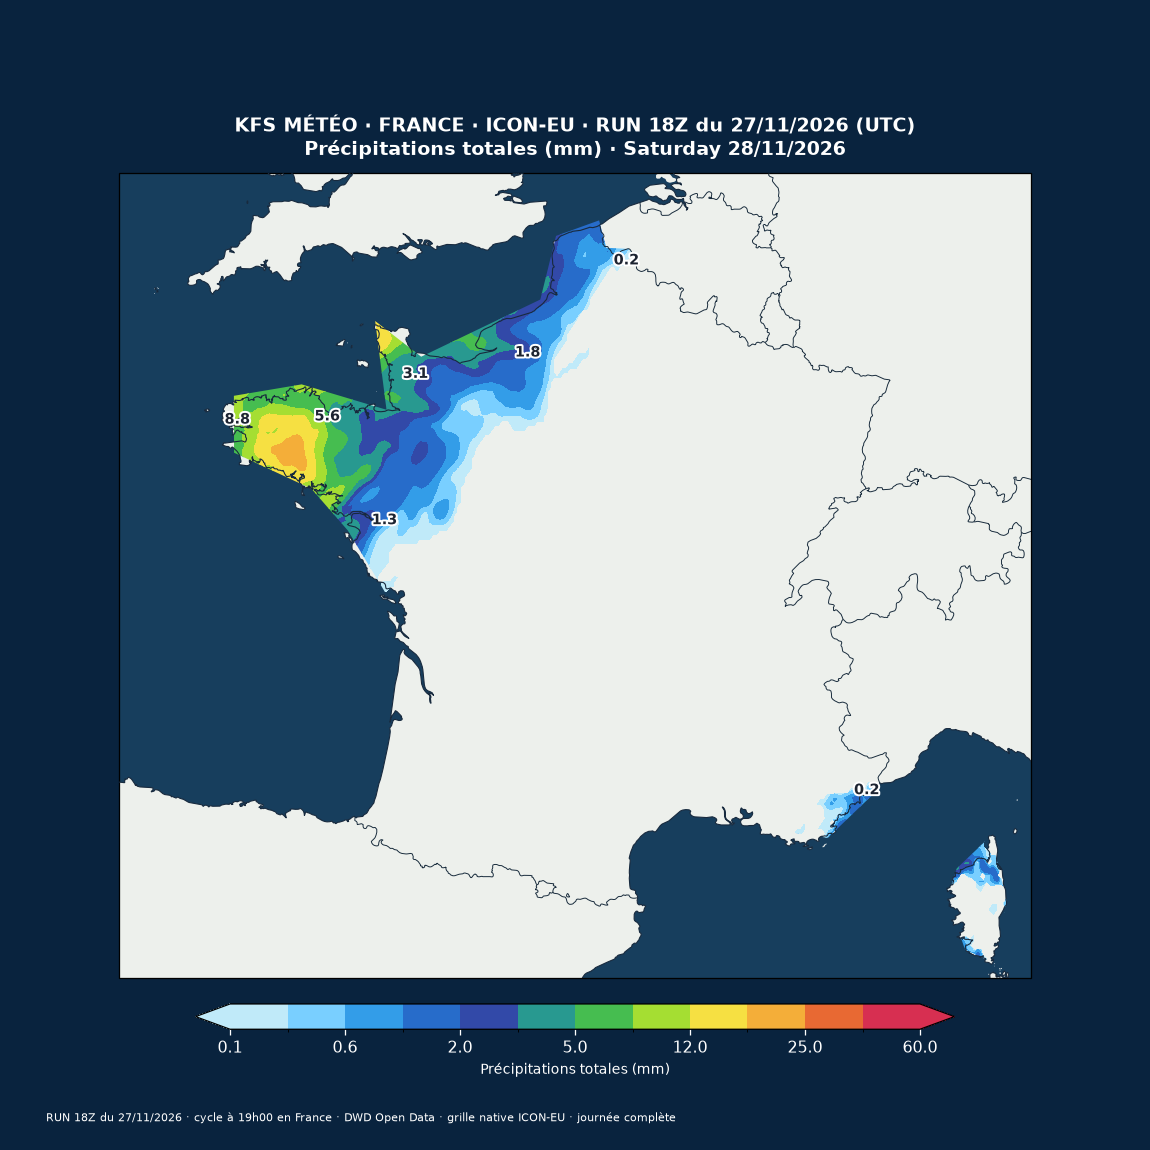 KFS MÉTÉO · FRANCE · ICON-EU · RUN 18Z du 27/11/2026 (UTC)
Précipitations totales (mm) · Saturday 28/11/2026
0.2
1.8
3.1
5.6
8.8
1.3
0.2
0.1 0.6 2.0 5.0 12.0 25.0 60.0
Précipitations totales (mm)
RUN 18Z du 27/11/2026 · cycle à 19h00 en France · DWD Open Data · grille native ICON-EU · journée complète